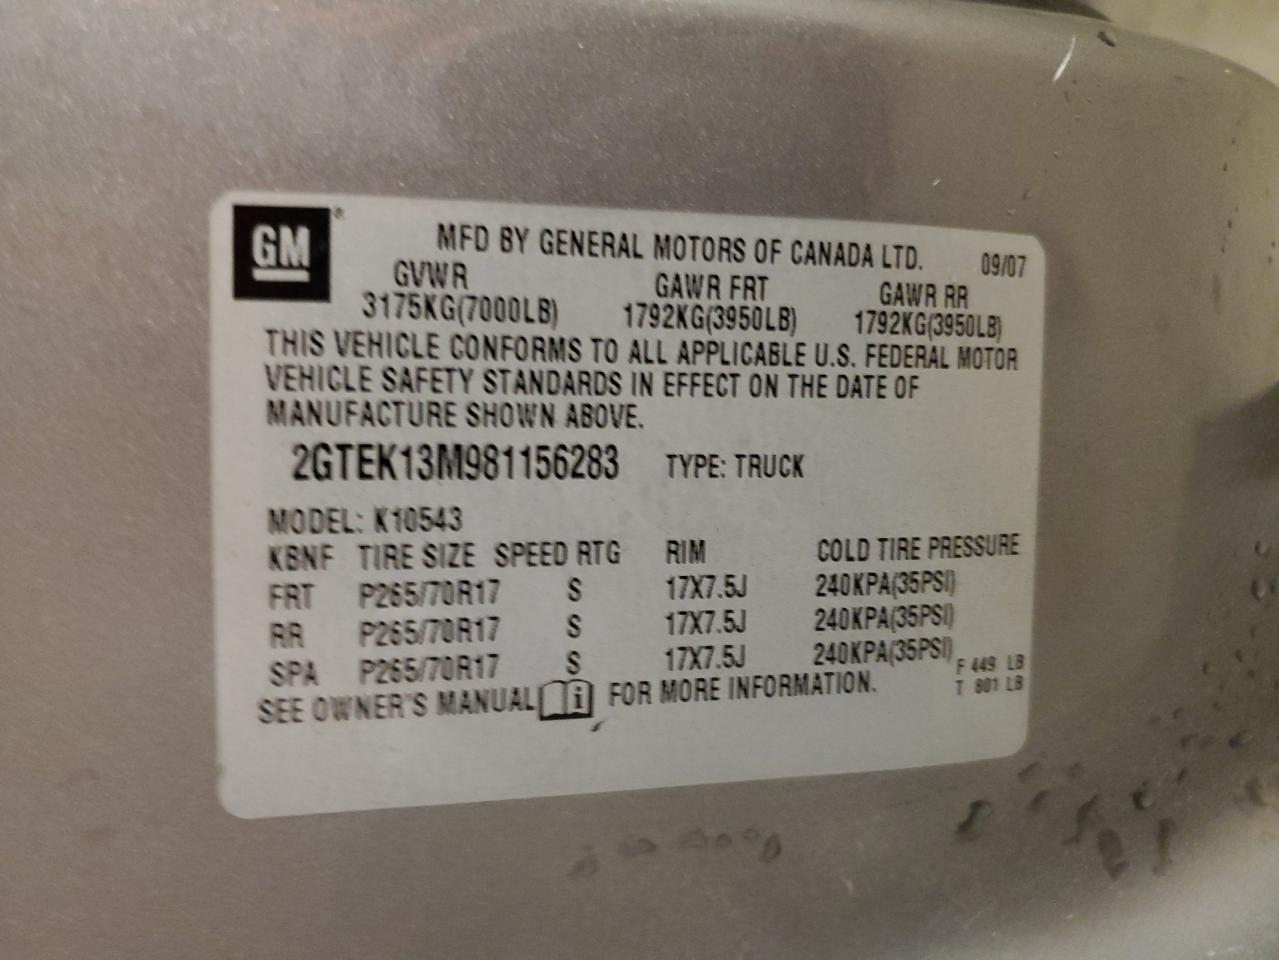 GM®
MFD BY GENERAL MOTORS OF CANADA LTD. 09/07
GVWR GAWR FRT GAWR RR
3175KG(7000LB) 1792KG(3950LB) 1792KG(3950LB)
THIS VEHICLE CONFORMS TO ALL APPLICABLE U.S. FEDERAL MOTOR
VEHICLE SAFETY STANDARDS IN EFFECT ON THE DATE OF
MANUFACTURE SHOWN ABOVE.
2GTEK13M981156283 TYPE: TRUCK
MODEL: K10543
KBNF TIRE SIZE SPEED RTG RIM COLD TIRE PRESSURE
FRT P265/70R17 S 17X7.5J 240KPA(35PSI)
RR P265/70R17 S 17X7.5J 240KPA(35PSI)
SPA P265/70R17 S 17X7.5J 240KPA(35PSI)
F 449 LB
T 801 LB
SEE OWNER'S MANUAL i FOR MORE INFORMATION.